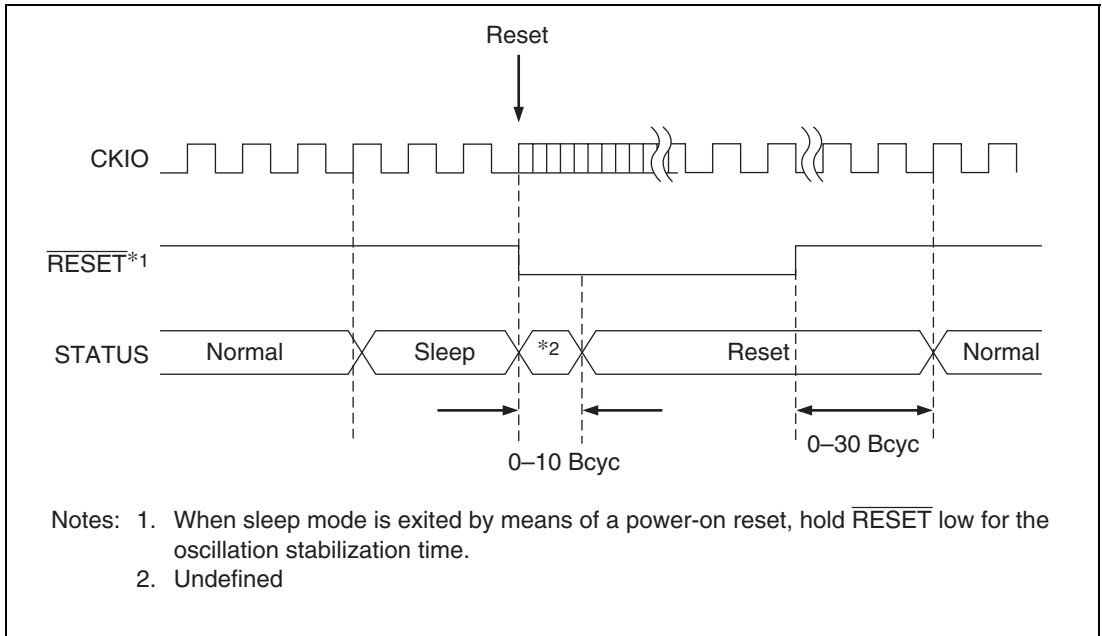 Reset
CKIO
RESET*1
STATUS
Normal
Sleep
*2
Reset
Normal
0–10 Bcyc
0–30 Bcyc
Notes: 1. When sleep mode is exited by means of a power-on reset, hold RESET low for the
oscillation stabilization time.
2. Undefined